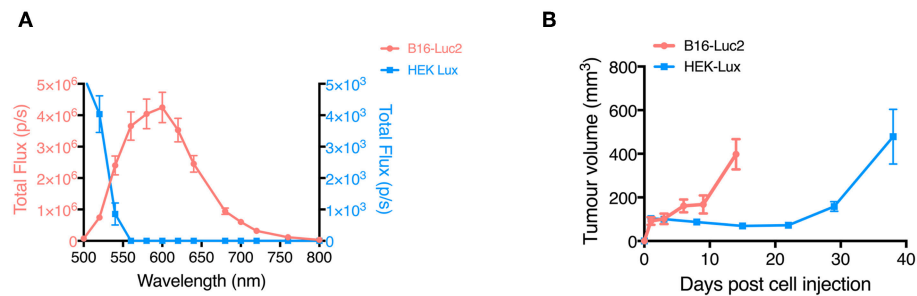 A
B16-Luc2
HEK Lux
Total Flux (p/s)
5×10⁶
4×10⁶
3×10⁶
2×10⁶
1×10⁶
0
5×10³
4×10³
3×10³
2×10³
1×10³
0
Total Flux (p/s)
500 550 600 650 700 750 800
Wavelength (nm)
B
B16-Luc2
HEK-Lux
Tumour volume (mm³)
800
600
400
200
0
0 10 20 30 40
Days post cell injection